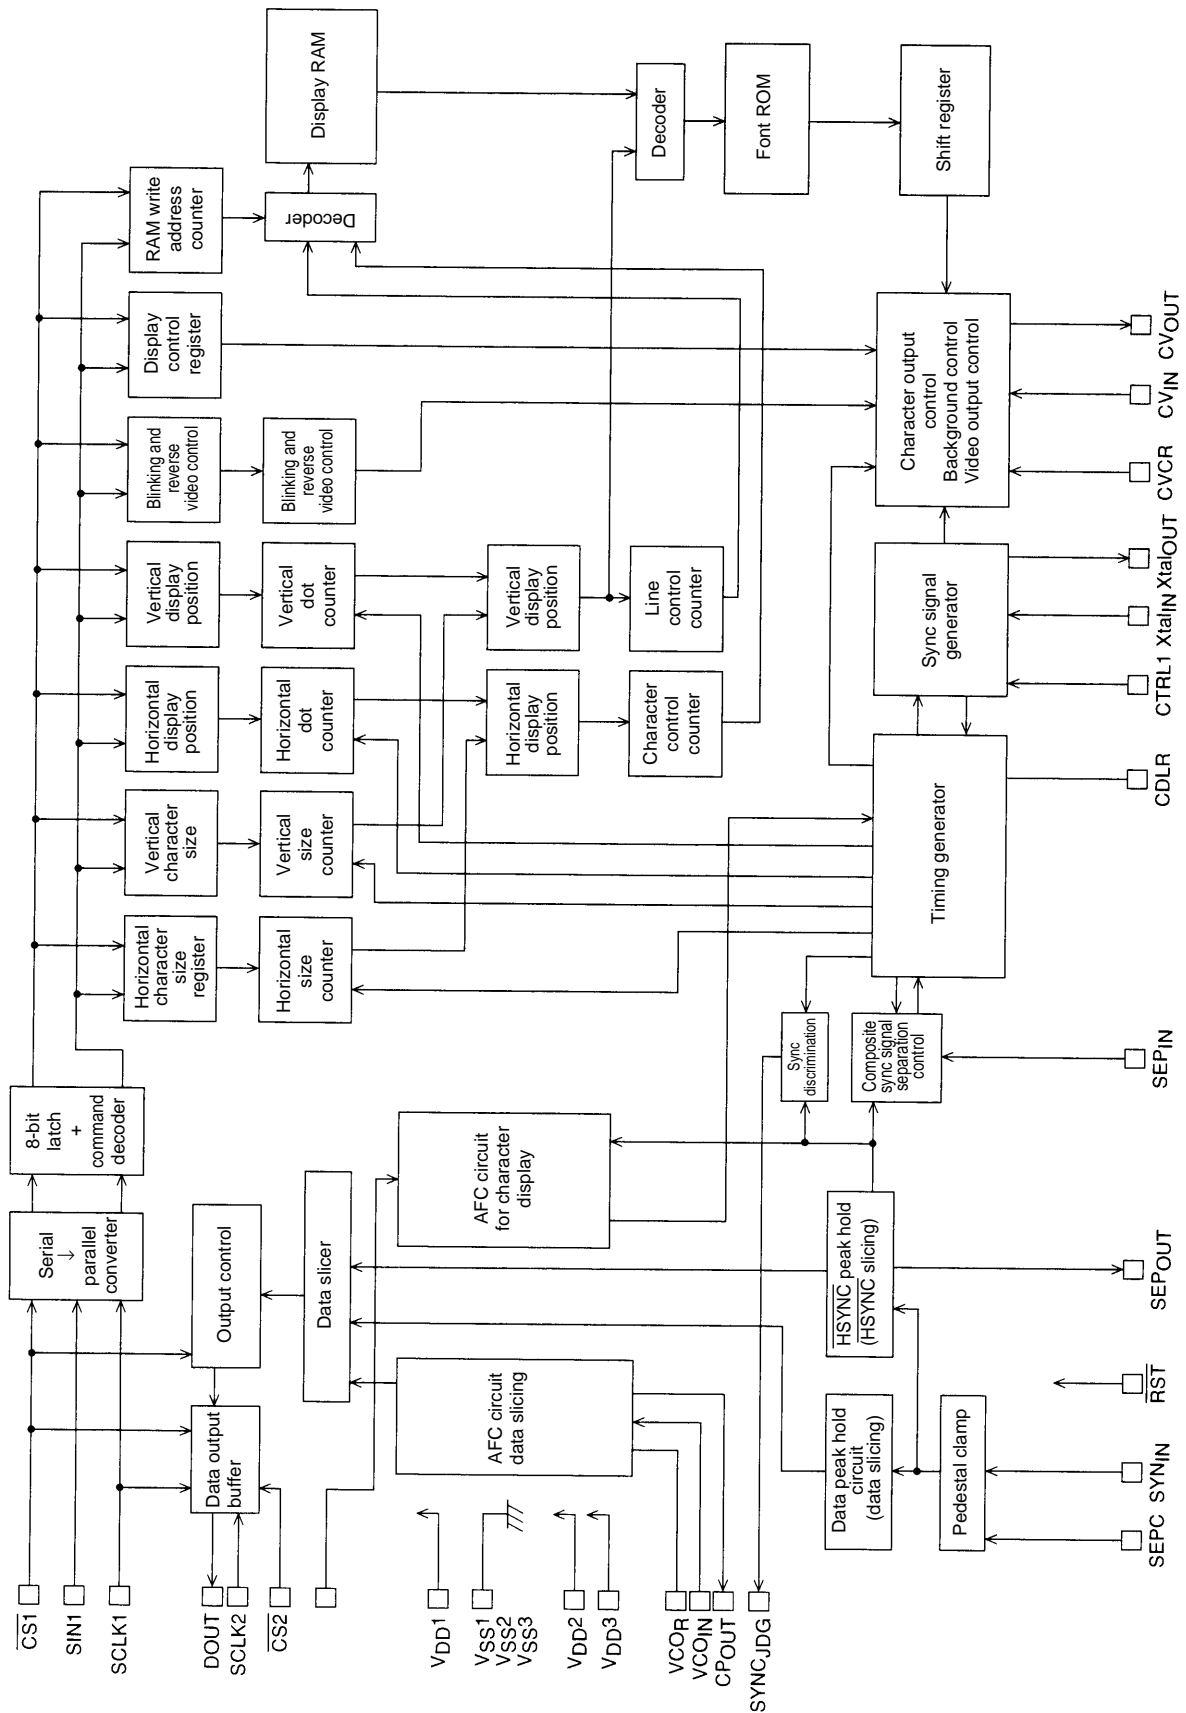 CS1
SIN1
SCLK1
DOUT
SCLK2
CS2
VDD1
VSS1
VSS2
VSS3
VDD2
VDD3
VCOR
VCOIN
CPOUT
SYNCJDG
Serial
→
parallel
converter
8-bit
latch
+
command
decoder
Output control
Data output
buffer
Data slicer
AFC circuit
data slicing
AFC circuit
for character
display
Horizontal
character
size
register
Vertical
character
size
Horizontal
display
position
Vertical
display
position
Blinking and
reverse
video control
Display
control
register
RAM write
address
counter
Horizontal
size
counter
Vertical
size
counter
Horizontal
dot
counter
Vertical
dot
counter
Blinking and
reverse
video control
Decoder
Display RAM
Horizontal
display
position
Vertical
display
position
Character
control
counter
Line
control
counter
Decoder
Font ROM
Shift register
Sync
discrimination
Composite
sync signal
separation
control
Timing generator
Sync signal
generator
Character output
control
Background control
Video output control
Data peak hold
circuit
(data slicing)
HSYNC peak hold
(HSYNC slicing)
Pedestal clamp
SEPC
SYNIN
RST
SEPOUT
SEPIN
CDLR
CTRL1
XtalIN
XtalOUT
CVCR
CVIN
CVOUT